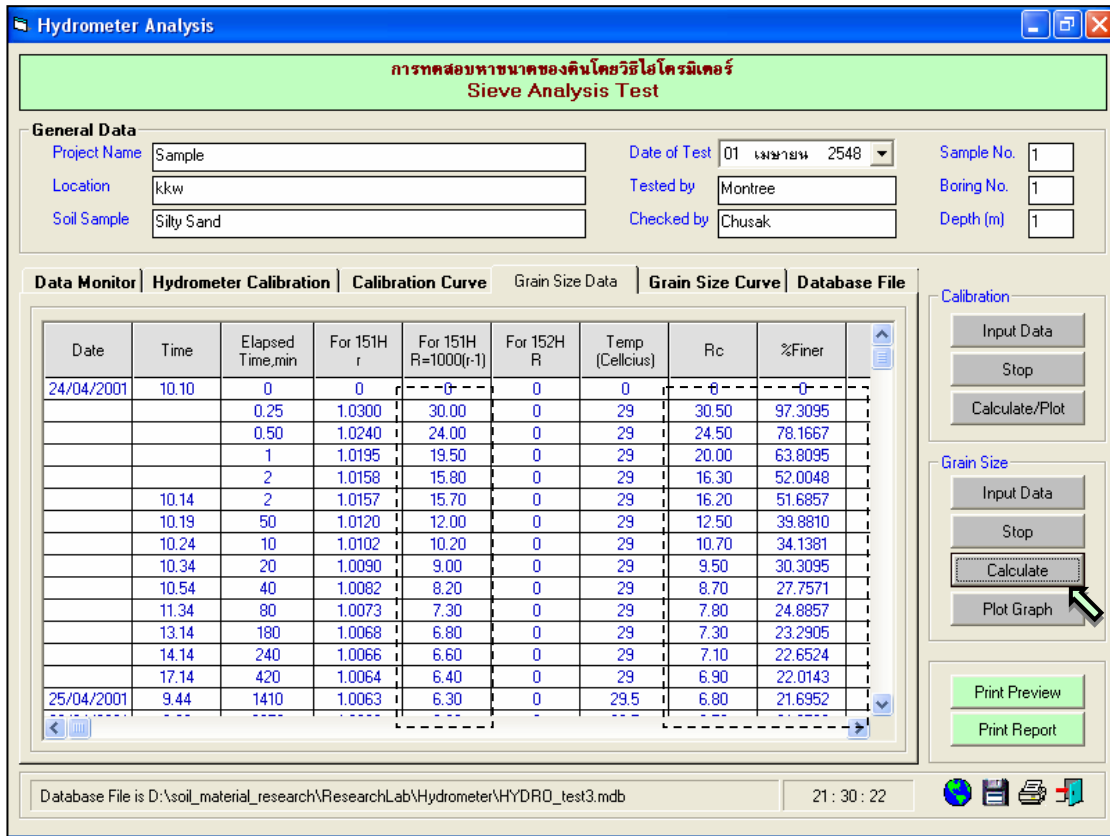 Hydrometer Analysis
การทดสอบหาขนาดของดินโดยวิธีไฮโดรมิเตอร์
Sieve Analysis Test
General Data
Project Name Sample Date of Test 01 เมษายน 2548 Sample No. 1
Location kkw Tested by Montree Boring No. 1
Soil Sample Silty Sand Checked by Chusak Depth (m) 1
Data Monitor Hydrometer Calibration Calibration Curve Grain Size Data Grain Size Curve Database File
Date Time Elapsed Time,min For 151H r For 151H R=1000(r-1) For 152H R Temp (Cellcius) Rc %Finer
24/04/2001 10.10 0 0 0 0 0 0 0
0.25 1.0300 30.00 0 29 30.50 97.3095
0.50 1.0240 24.00 0 29 24.50 78.1667
1 1.0195 19.50 0 29 20.00 63.8095
2 1.0158 15.80 0 29 16.30 52.0048
10.14 2 1.0157 15.70 0 29 16.20 51.6857
10.19 50 1.0120 12.00 0 29 12.50 39.8810
10.24 10 1.0102 10.20 0 29 10.70 34.1381
10.34 20 1.0090 9.00 0 29 9.50 30.3095
10.54 40 1.0082 8.20 0 29 8.70 27.7571
11.34 80 1.0073 7.30 0 29 7.80 24.8857
13.14 180 1.0068 6.80 0 29 7.30 23.2905
14.14 240 1.0066 6.60 0 29 7.10 22.6524
17.14 420 1.0064 6.40 0 29 6.90 22.0143
25/04/2001 9.44 1410 1.0063 6.30 0 29.5 6.80 21.6952
Calibration
Input Data
Stop
Calculate/Plot
Grain Size
Input Data
Stop
Calculate
Plot Graph
Print Preview
Print Report
Database File is D:\soil_material_research\ResearchLab\Hydrometer\HYDRO_test3.mdb 21 : 30 : 22